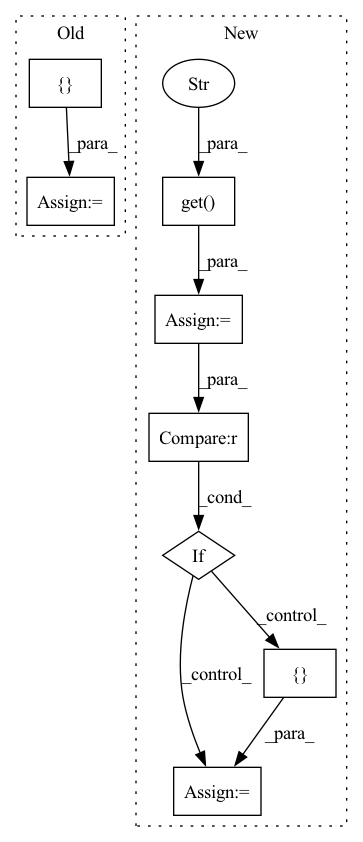 Old
New
{}
Str
_para_
_para_
Assign:=
get()
_para_
Assign:=
_para_
Compare:r
_cond_
If
_control_
_control_
{}
_para_
Assign:=